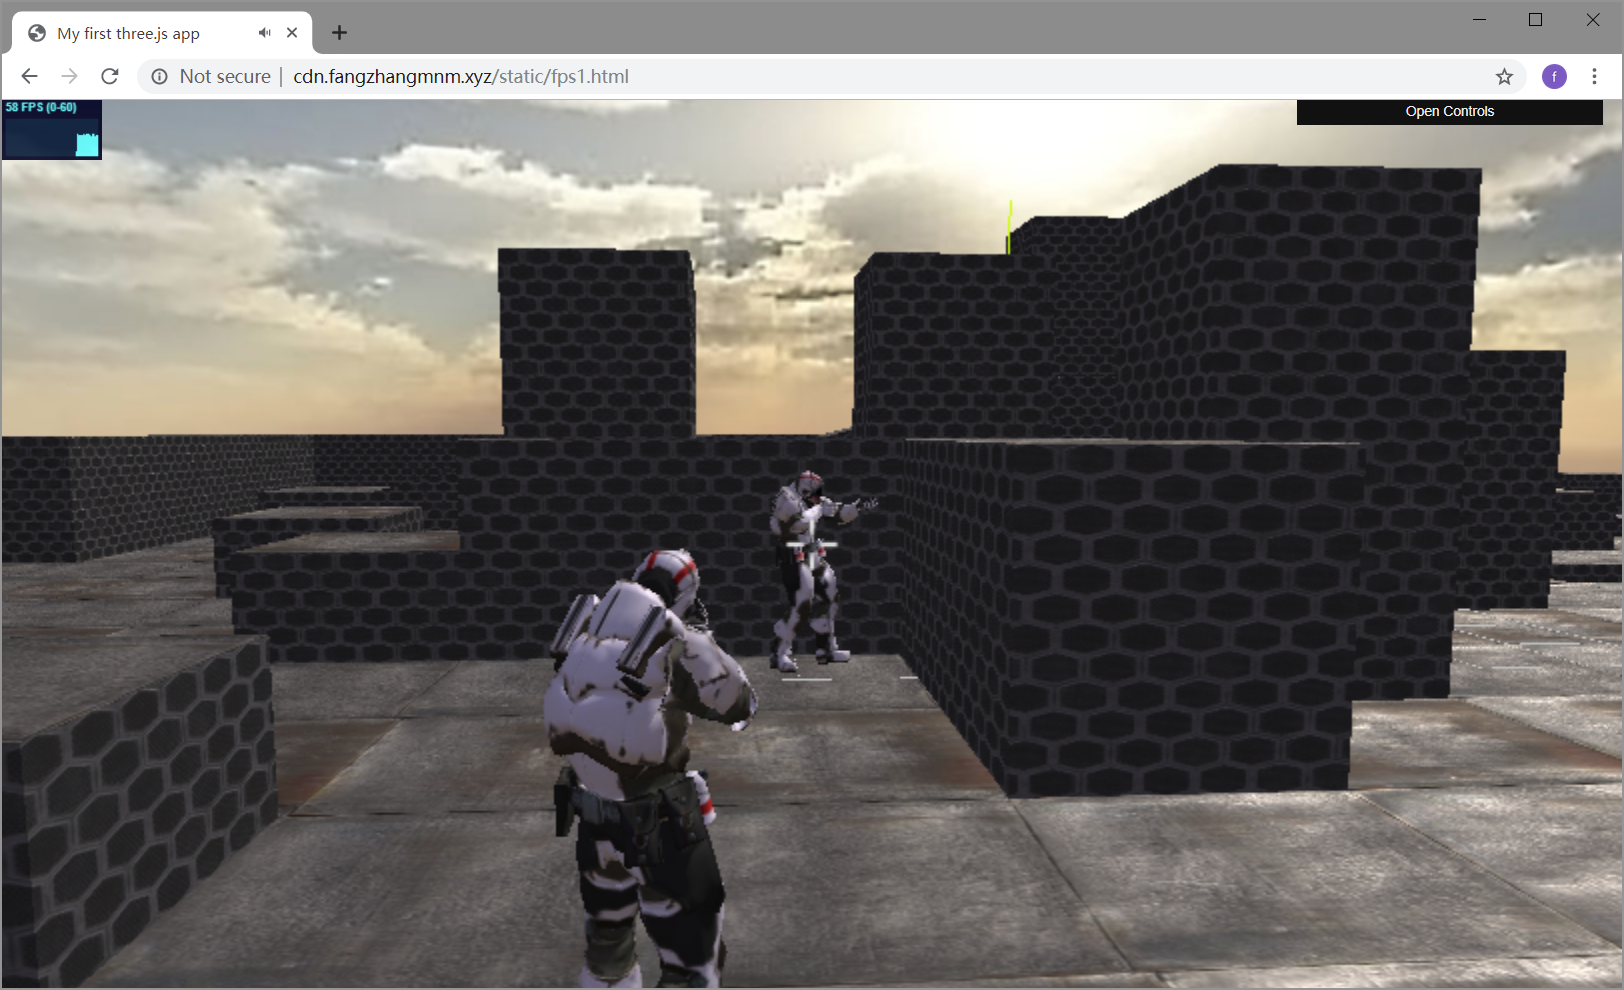 My first three.js app
Not secure | cdn.fangzhangmnm.xyz/static/fps1.html
f
58 FPS (0-60)
Open Controls